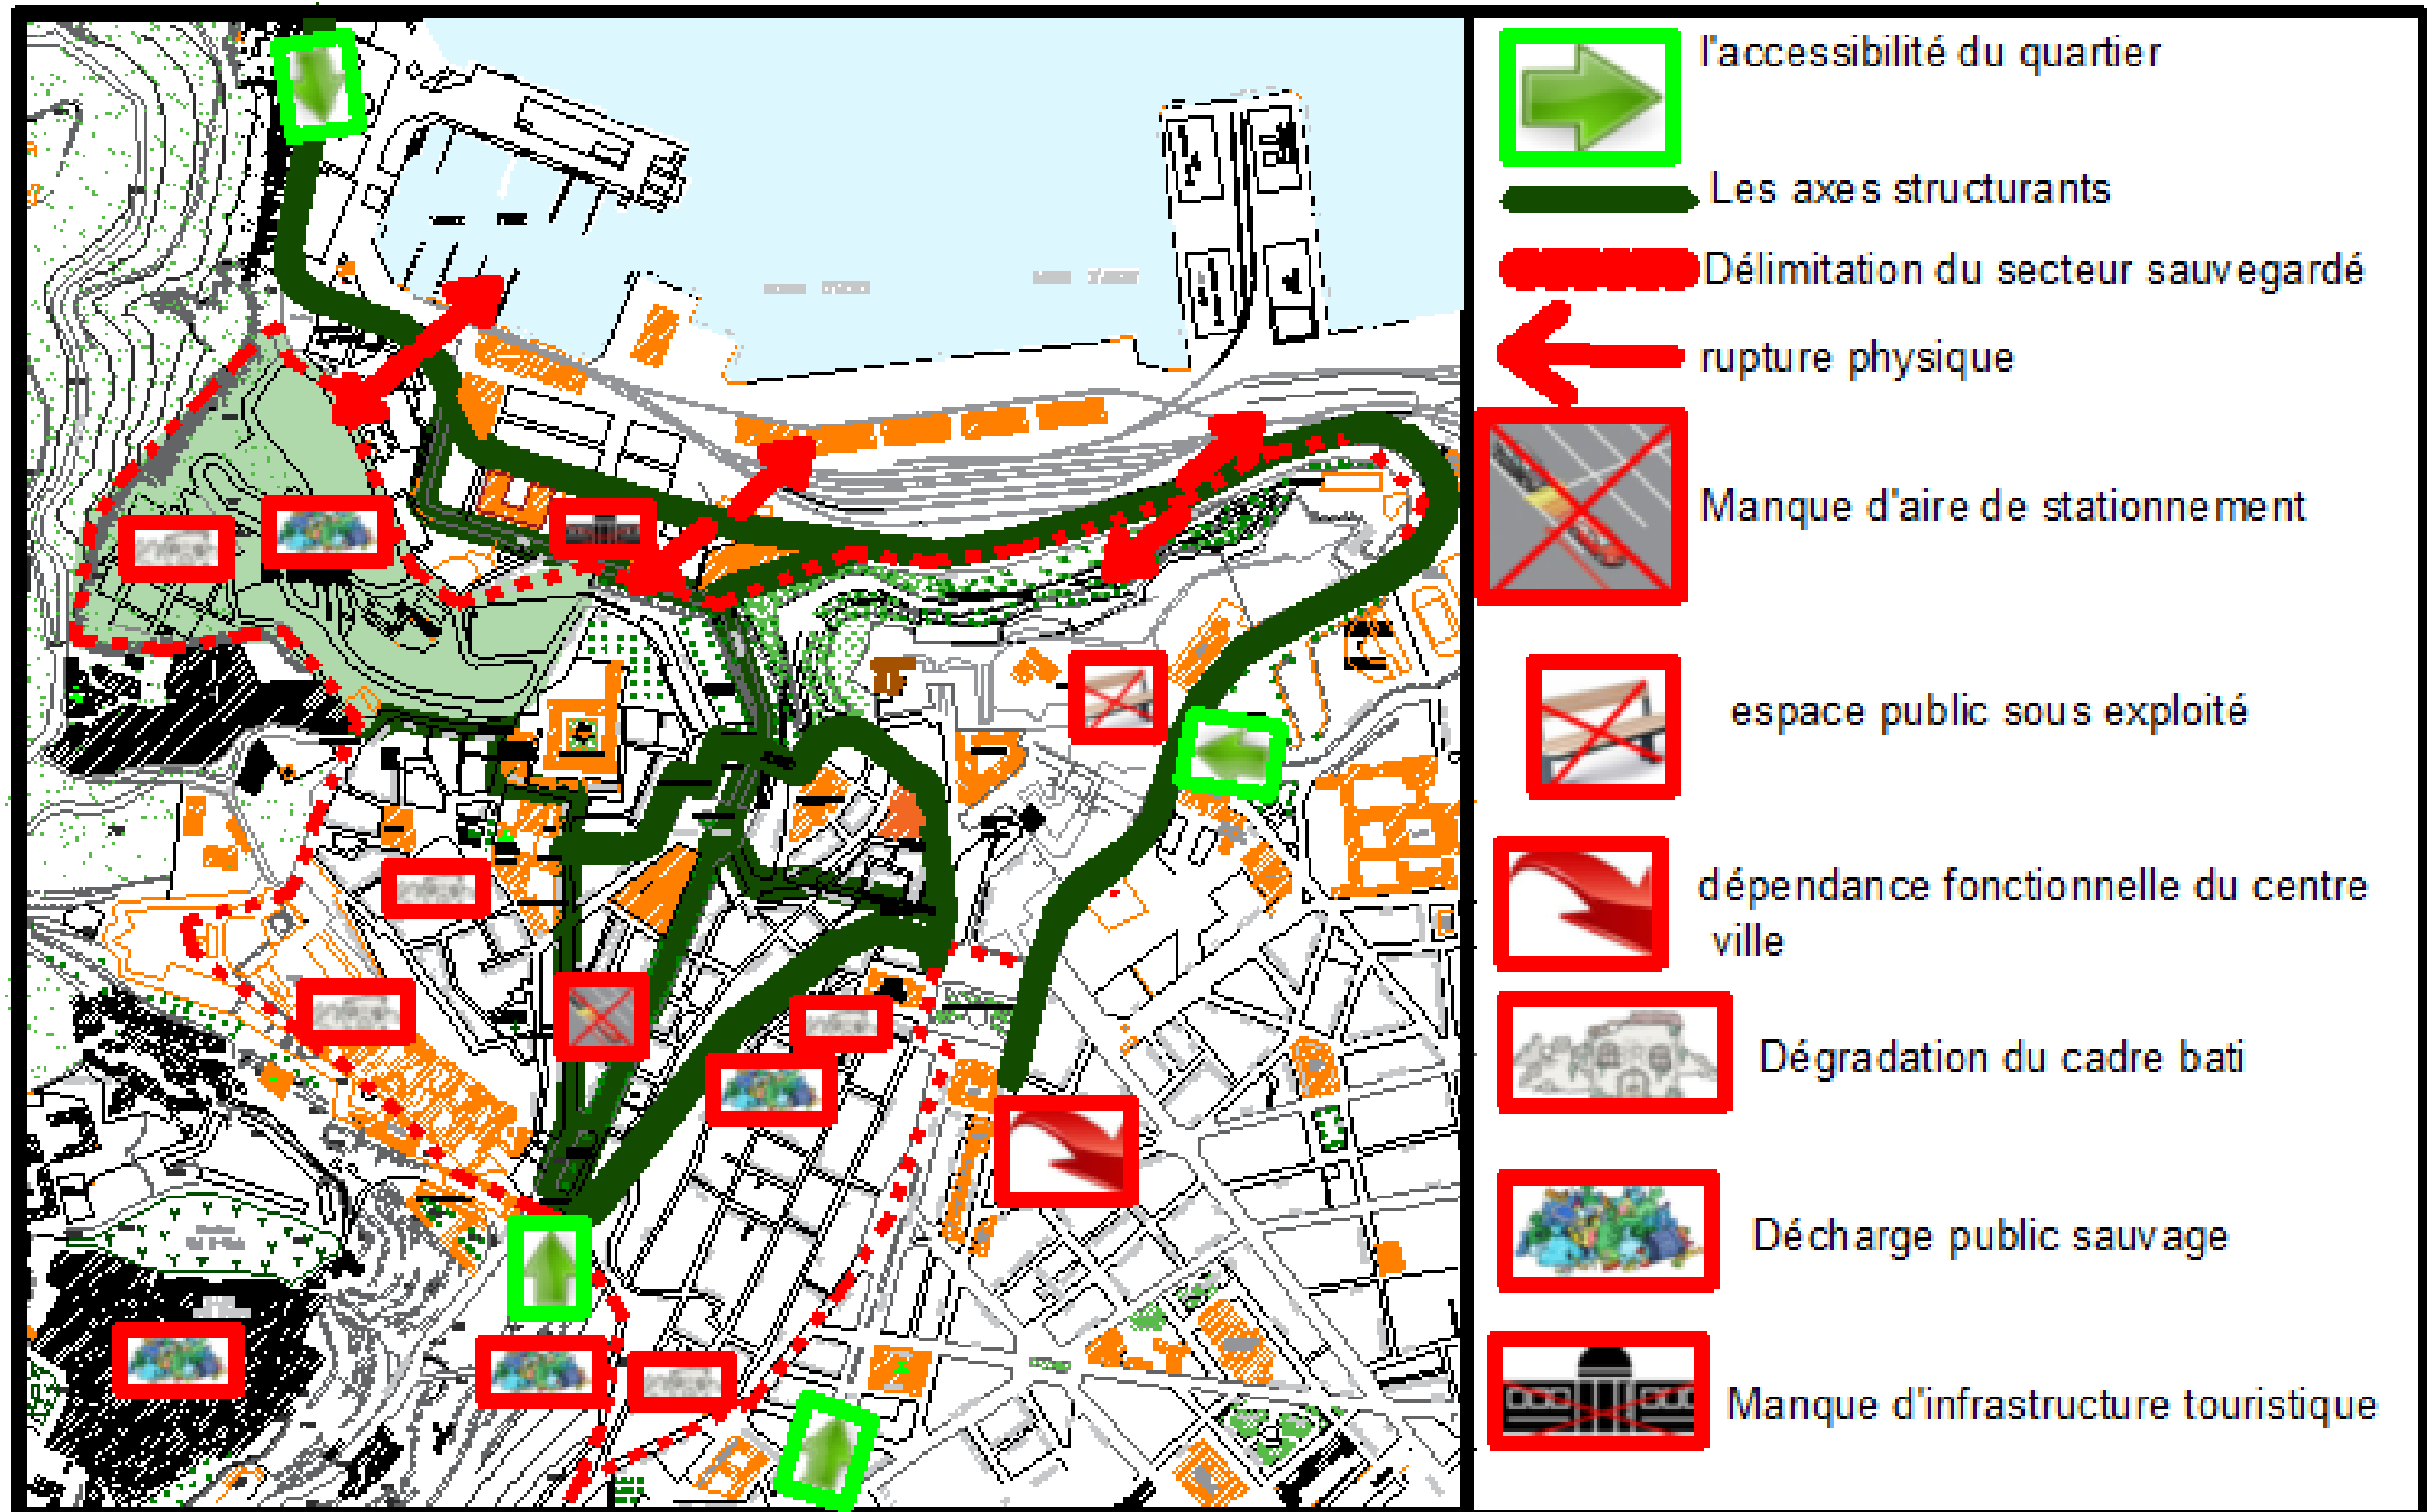 l'accessibilité du quartier
Les axes structurants
Délimitation du secteur sauvegardé
rupture physique
Manque d'aire de stationnement
espace public sous exploité
dépendance fonctionnelle du centre
ville
Dégradation du cadre bati
Décharge public sauvage
Manque d'infrastructure touristique